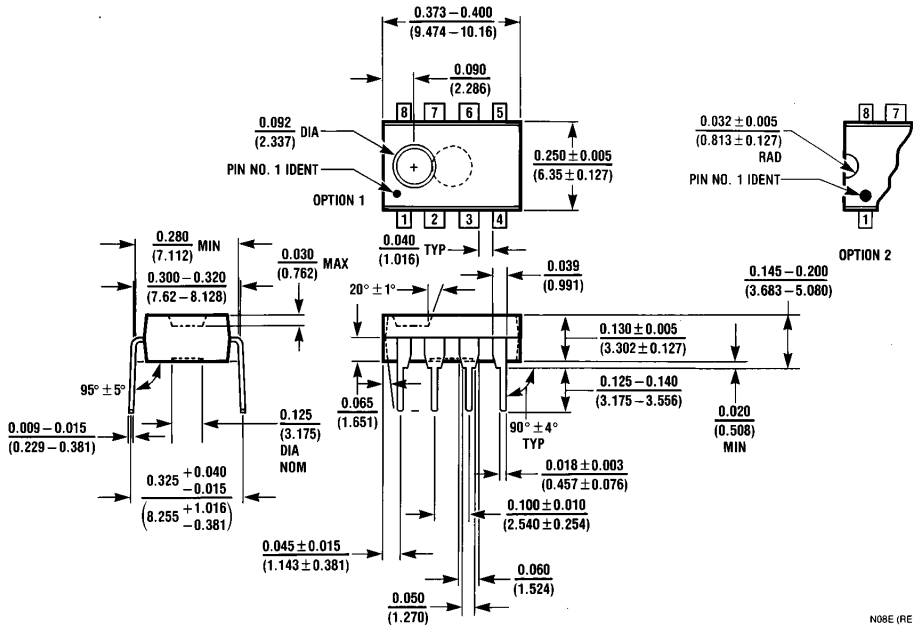 0.373 – 0.400
(9.474 – 10.16)
0.090
(2.286)
8 7 6 5
0.092 DIA
(2.337)
PIN NO. 1 IDENT
OPTION 1
1 2 3 4
0.250 ± 0.005
(6.35 ± 0.127)
0.032 ± 0.005
(0.813 ± 0.127)
RAD
PIN NO. 1 IDENT
8 7
1
OPTION 2
0.280 MIN
(7.112)
0.030 MAX
(0.762)
0.300 – 0.320
(7.62 – 8.128)
0.040 TYP
(1.016)
0.039
(0.991)
20° ± 1°
0.145 – 0.200
(3.683 – 5.080)
0.130 ± 0.005
(3.302 ± 0.127)
95° ± 5°
0.065
(1.651)
0.125 – 0.140
(3.175 – 3.556)
90° ± 4°
TYP
0.020
(0.508)
MIN
0.009 – 0.015
(0.229 – 0.381)
0.125
(3.175)
DIA
NOM
0.018 ± 0.003
(0.457 ± 0.076)
0.325 +0.040
−0.015
(8.255 +1.016
−0.381)
0.100 ± 0.010
(2.540 ± 0.254)
0.045 ± 0.015
(1.143 ± 0.381)
0.060
(1.524)
0.050
(1.270)
N08E (RE